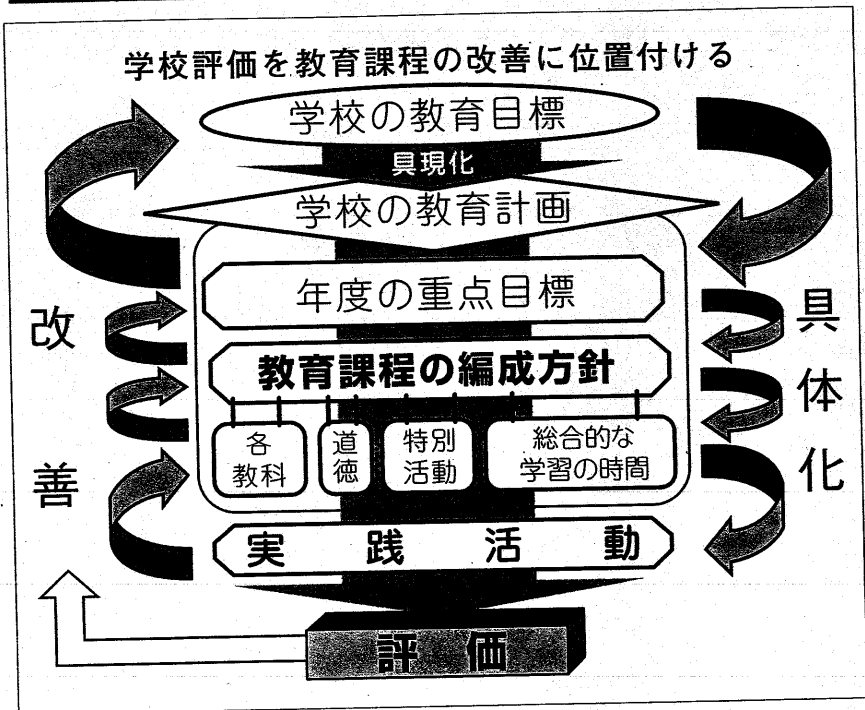 学校評価を教育課程の改善に位置付ける
学校の教育目標
具現化
学校の教育計画
年度の重点目標
教育課程の編成方針
各
教科
道
徳
特別
活動
総合的な
学習の時間
実践活動
評価
改
善
具
体
化